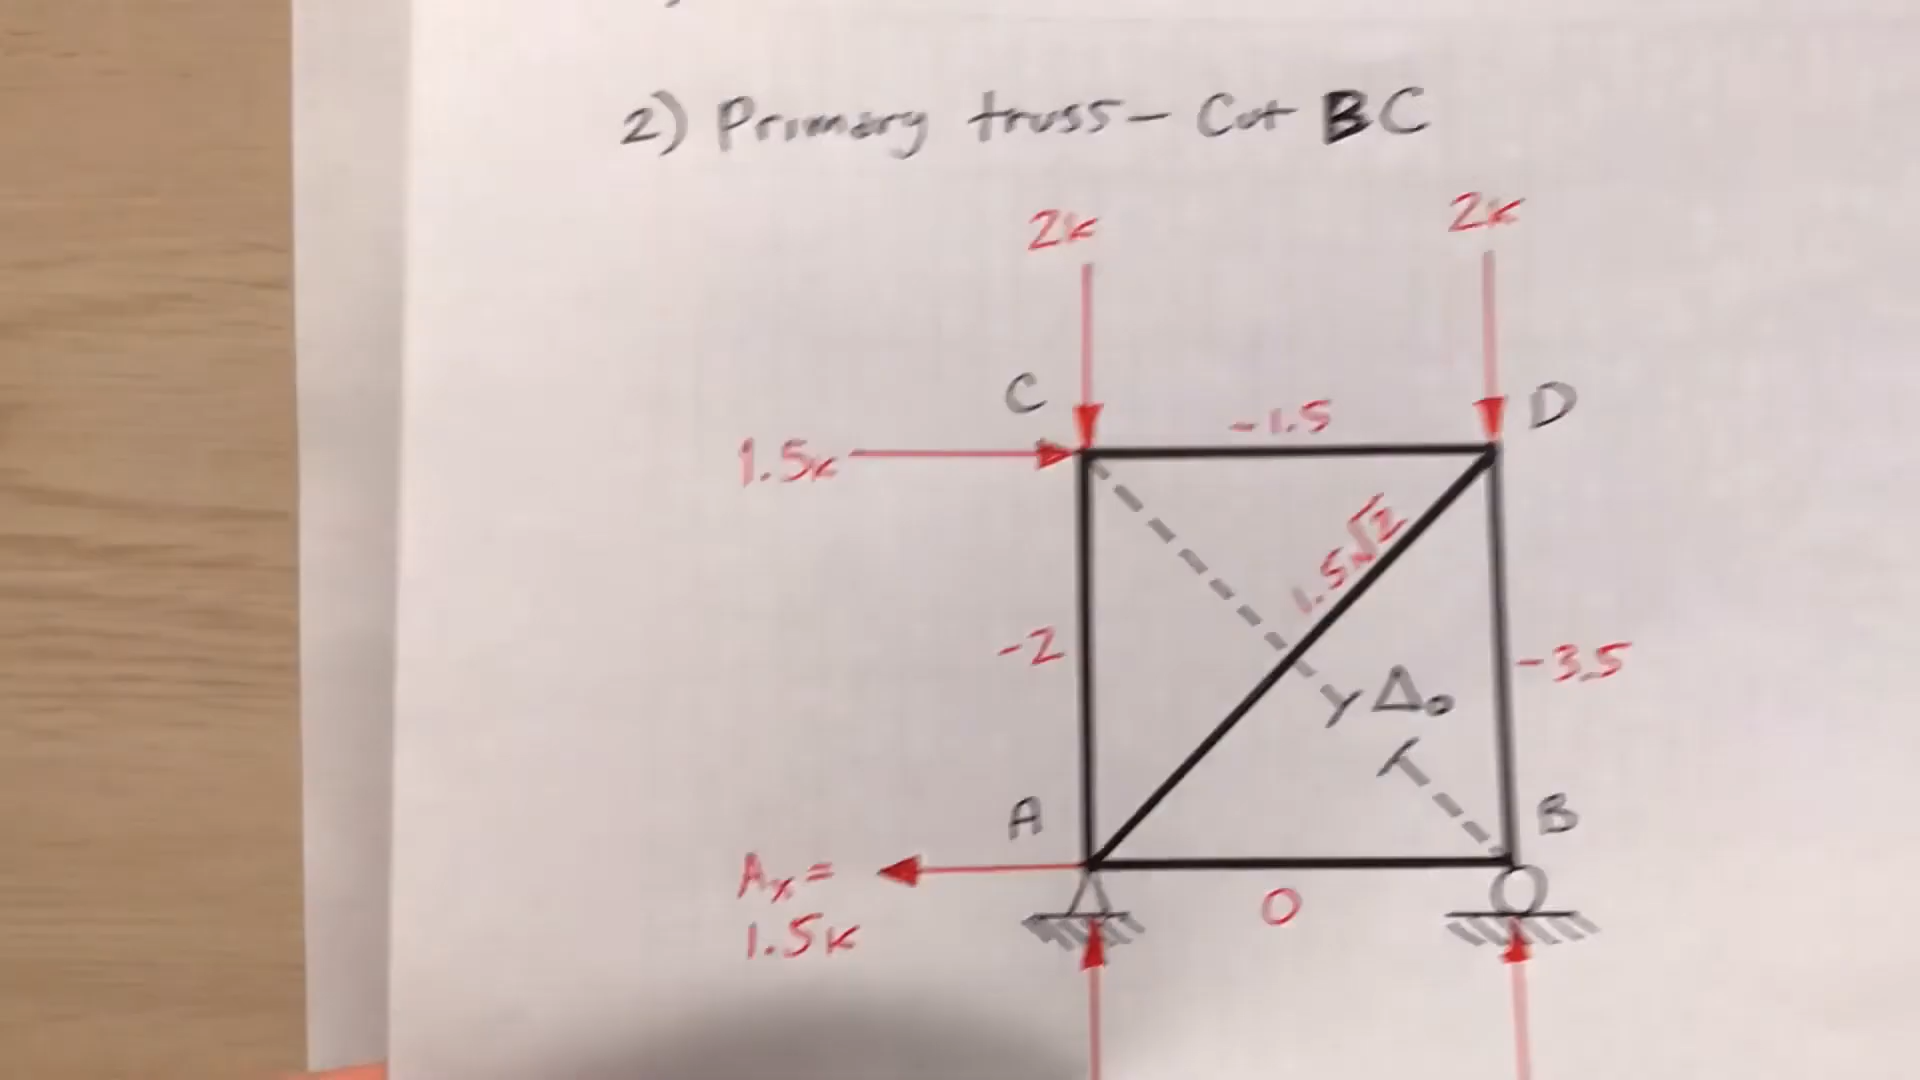 2) Primary truss - Cut BC
2k
2k
C
D
-1.5
1.5k
1.5√2
-2
-3.5
Δ₀
A
B
Aₓ =
1.5k
0